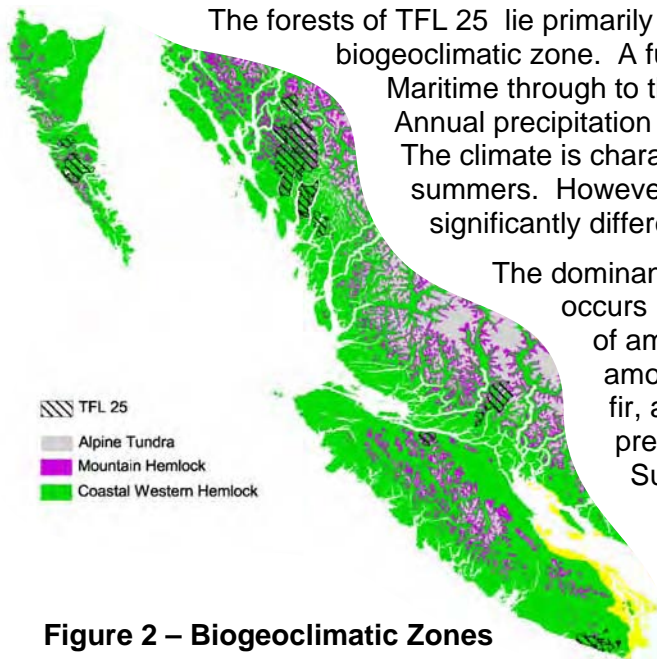 The forests of TFL 25 lie primarily
biogeoclimatic zone. A fu
Maritime through to th
Annual precipitation
The climate is chara
summers. Howeve
significantly differe
The dominan
occurs
of am
amo
fir, a
pre
Su
TFL 25
Alpine Tundra
Mountain Hemlock
Coastal Western Hemlock
Figure 2 – Biogeoclimatic Zones